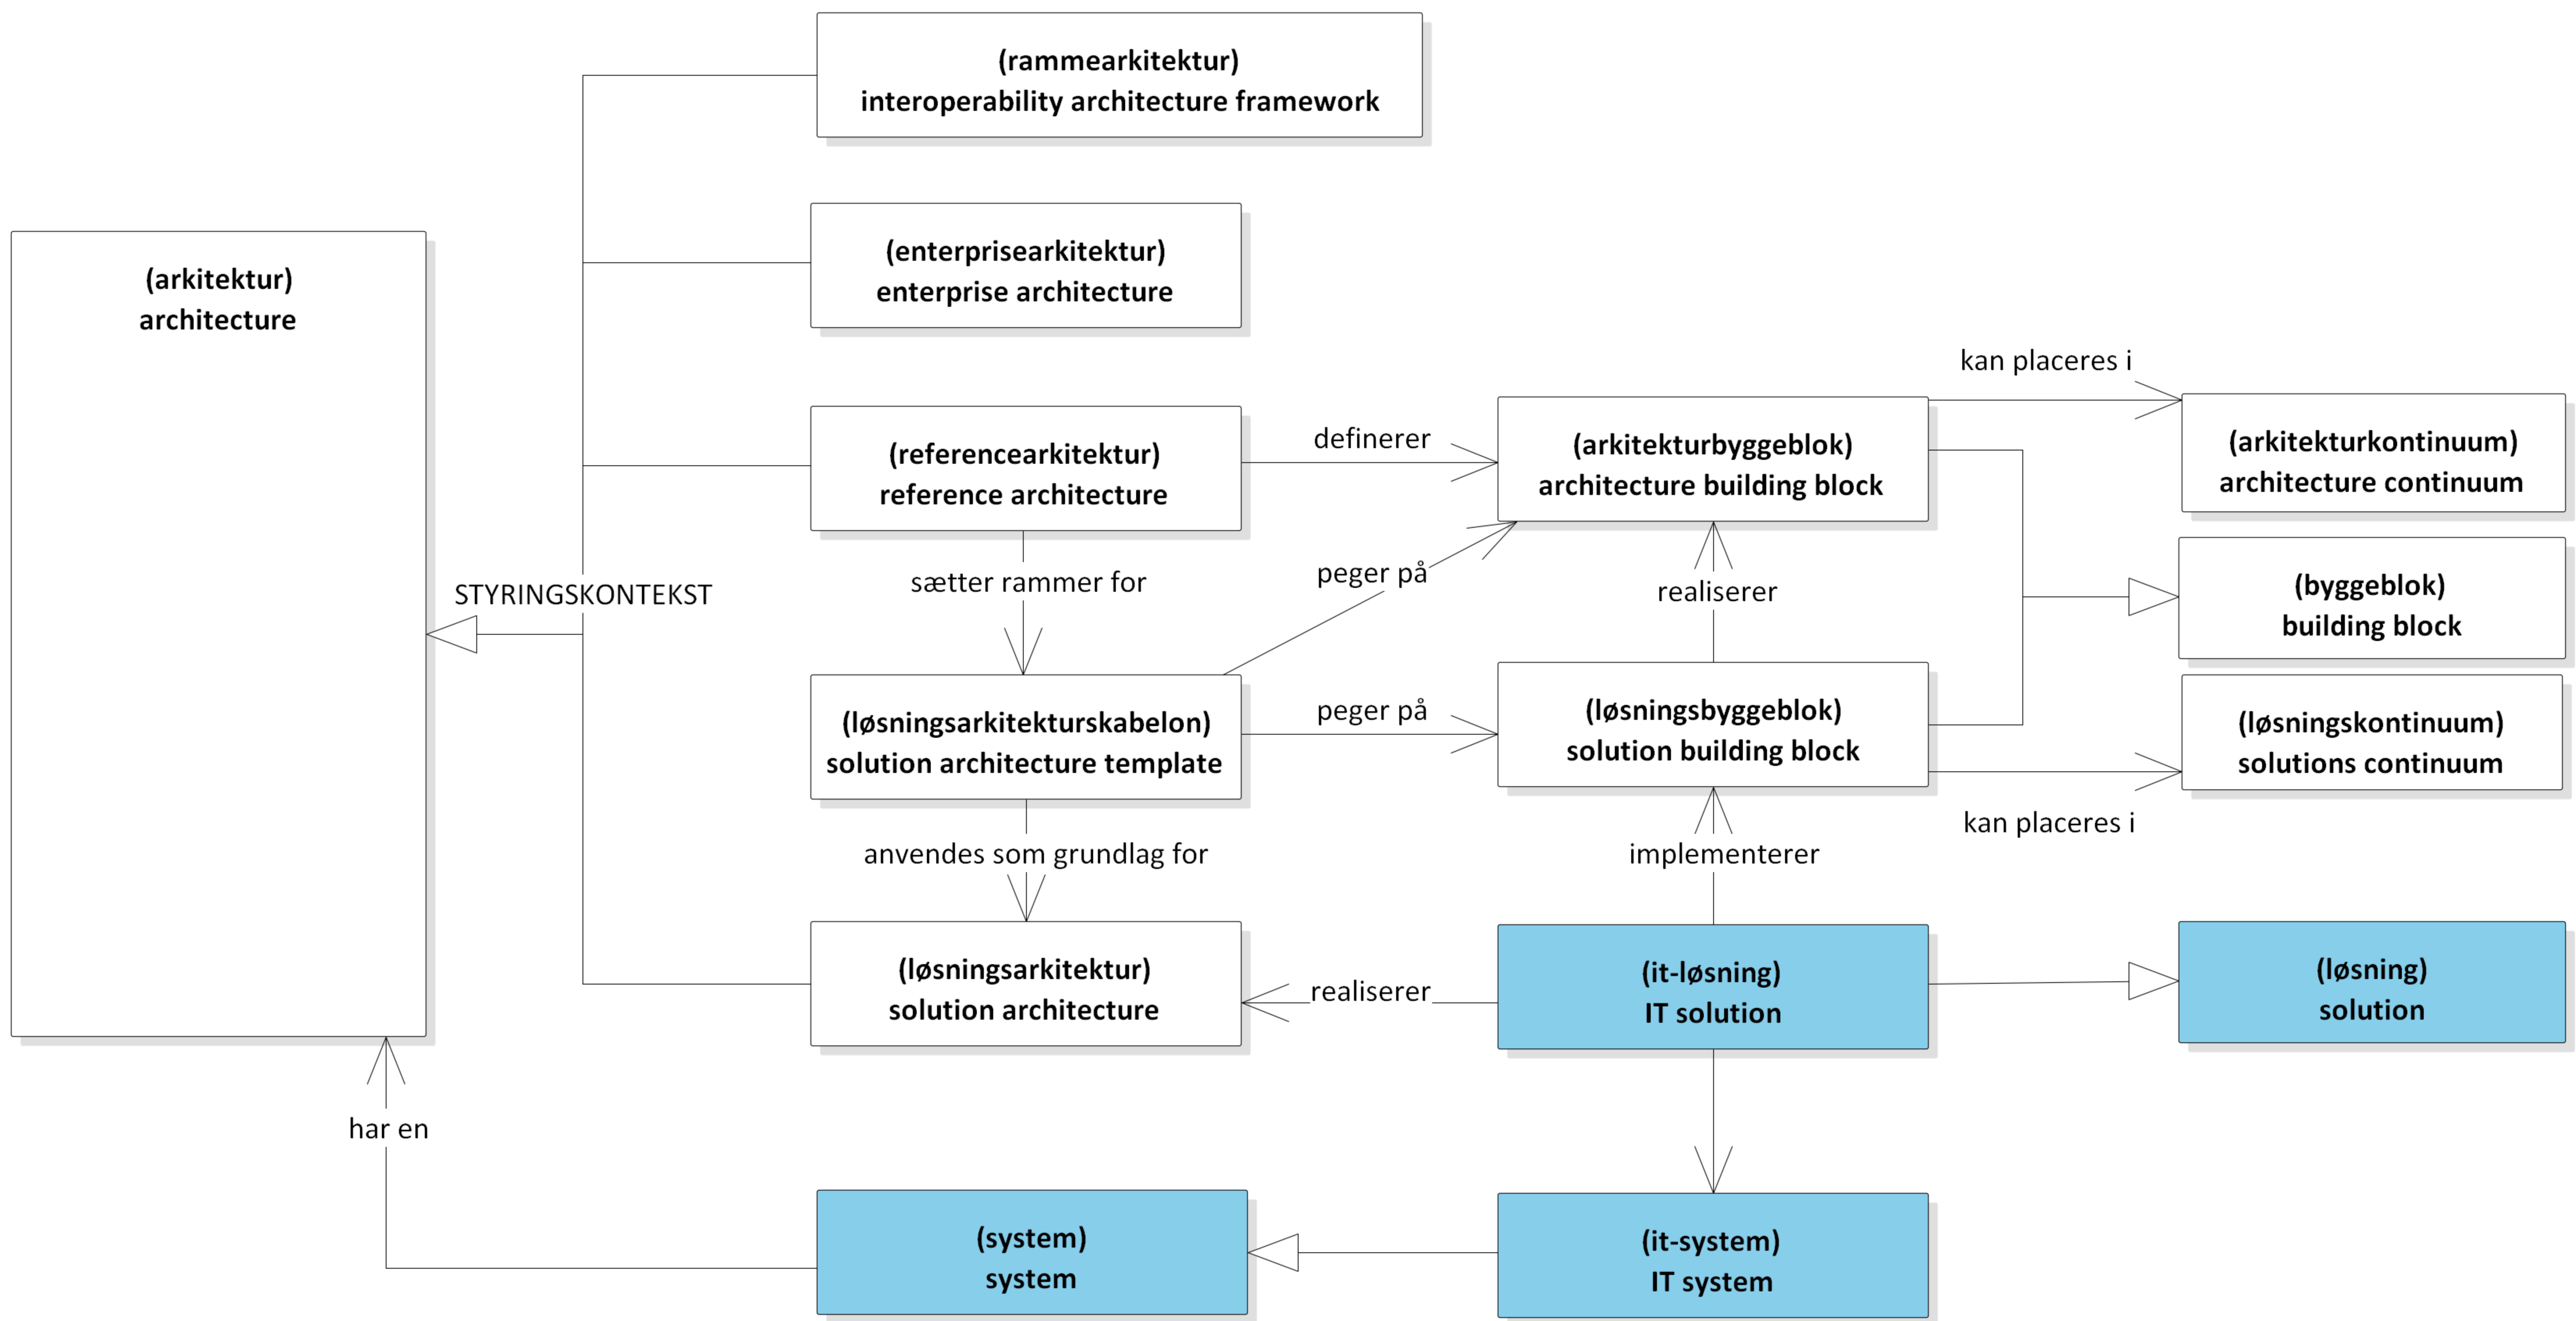 (rammearkitektur)
interoperability architecture framework
(enterprisearkitektur)
enterprise architecture
(arkitektur)
architecture
kan placeres i
(referencearkitektur)
reference architecture
definerer
(arkitekturbyggeblok)
architecture building block
(arkitekturkontinuum)
architecture continuum
STYRINGSKONTEKST
sætter rammer for
peger på
realiserer
(byggeblok)
building block
(løsningsarkitekturskabelon)
solution architecture template
peger på
(løsningsbyggeblok)
solution building block
(løsningskontinuum)
solutions continuum
kan placeres i
anvendes som grundlag for
implementerer
(løsningsarkitektur)
solution architecture
realiserer
(it-løsning)
IT solution
(løsning)
solution
har en
(system)
system
(it-system)
IT system